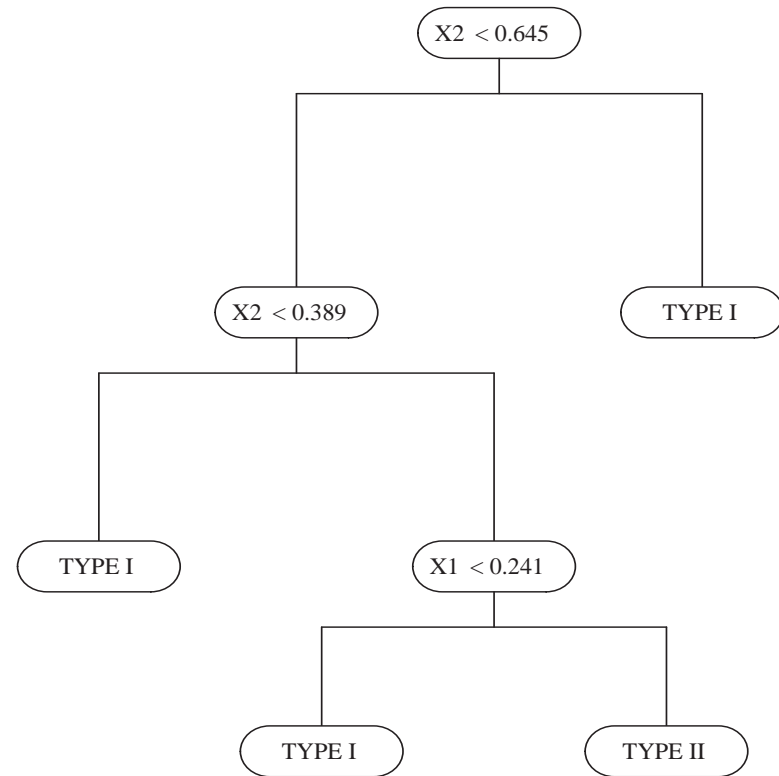 X2 < 0.645
X2 < 0.389
TYPE I
TYPE I
X1 < 0.241
TYPE I
TYPE II